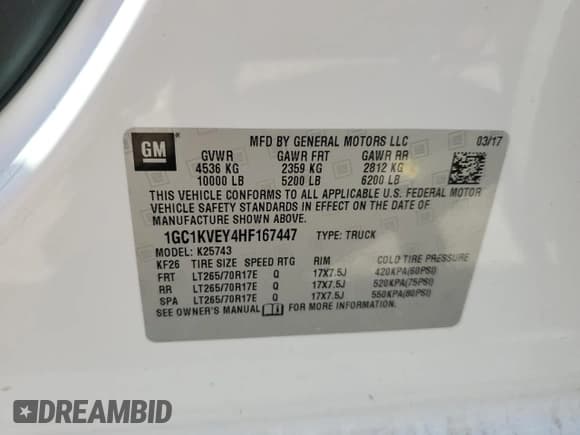 GM
®
MFD BY GENERAL MOTORS LLC 03/17
GVWR GAWR FRT GAWR RR
4536 KG 2359 KG 2812 KG
10000 LB 5200 LB 6200 LB
THIS VEHICLE CONFORMS TO ALL APPLICABLE U.S. FEDERAL MOTOR
VEHICLE SAFETY STANDARDS IN EFFECT ON THE DATE OF
MANUFACTURE SHOWN ABOVE.
1GC1KVEY4HF167447 TYPE: TRUCK
MODEL: K25743
KF26 TIRE SIZE SPEED RTG RIM COLD TIRE PRESSURE
FRT LT265/70R17E Q 17X7.5J 420KPA(60PSI)
RR LT265/70R17E Q 17X7.5J 520KPA(75PSI)
SPA LT265/70R17E Q 17X7.5J 550KPA(80PSI)
SEE OWNER'S MANUAL FOR MORE INFORMATION.
DREAMBID